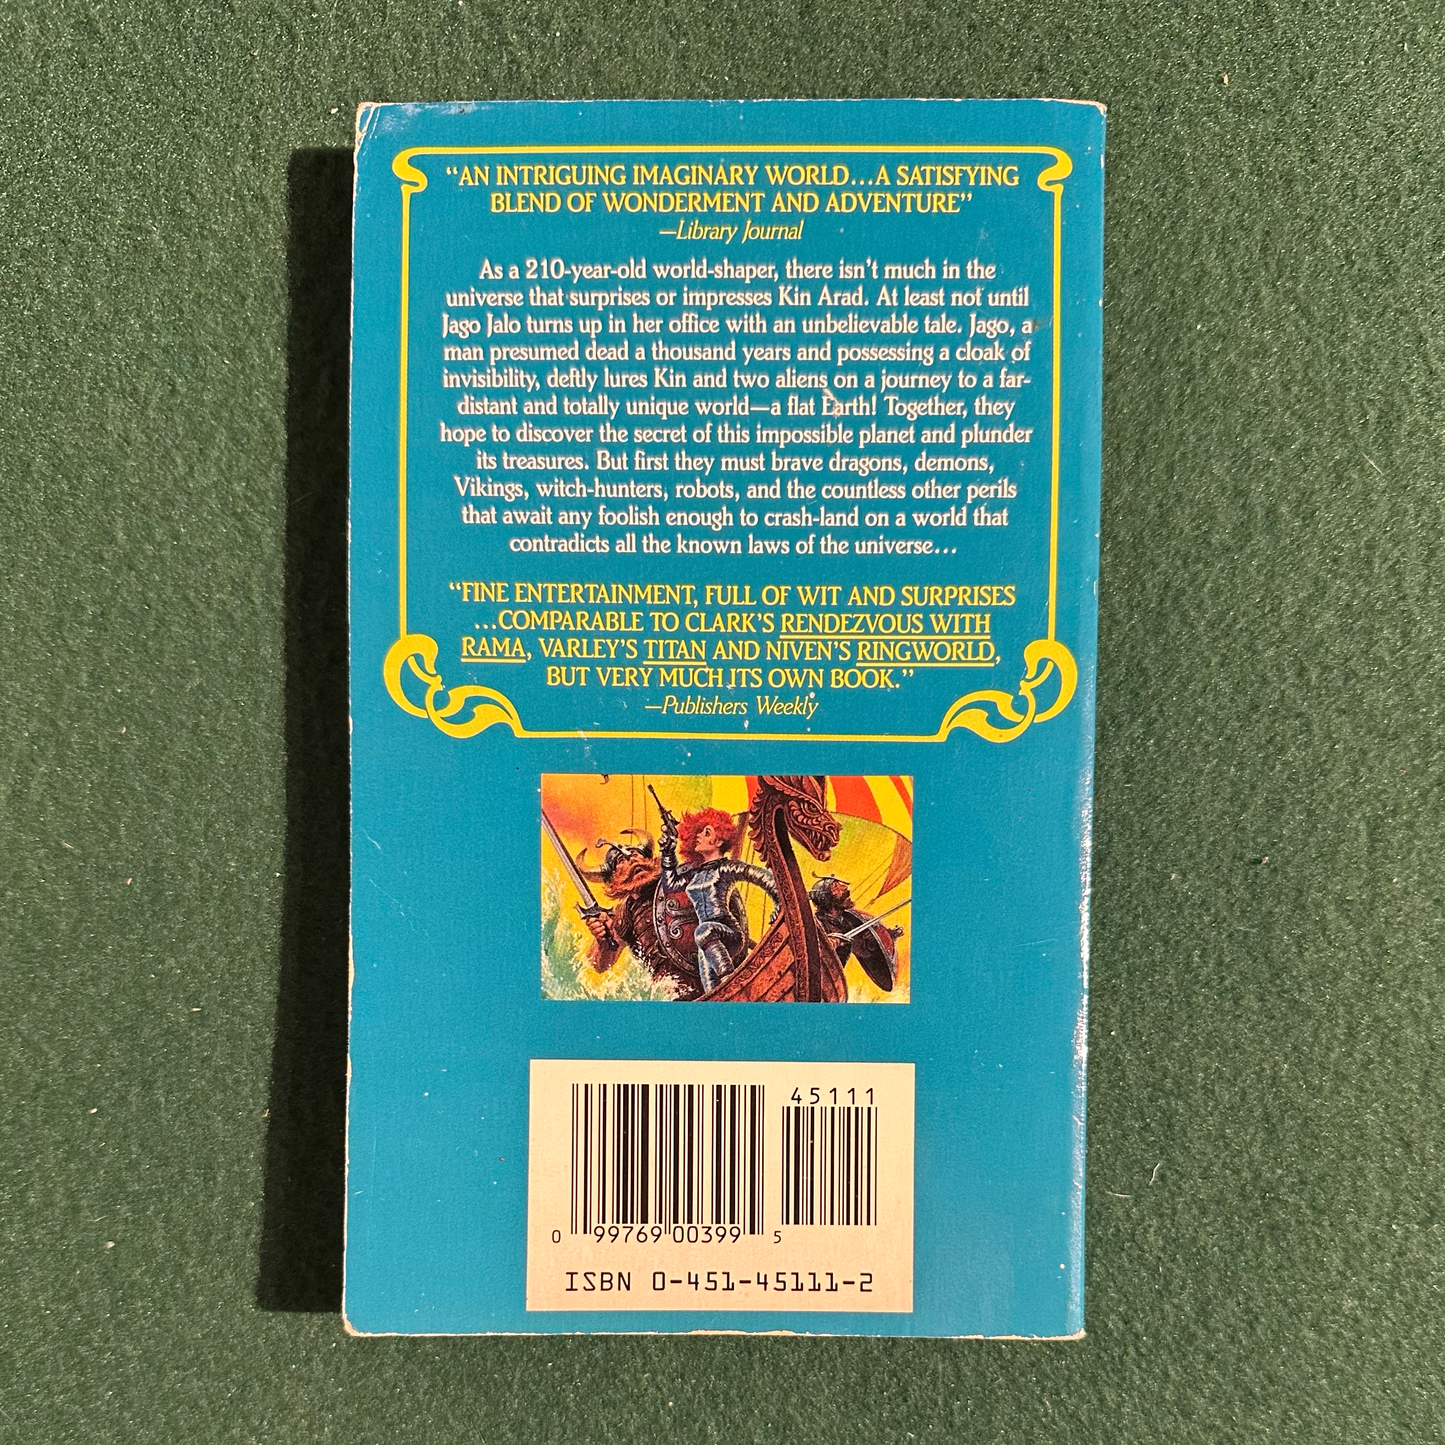 “AN INTRIGUING IMAGINARY WORLD...A SATISFYING
BLEND OF WONDERMENT AND ADVENTURE”
—Library Journal
As a 210-year-old world-shaper, there isn’t much in the
universe that surprises or impresses Kin Arad. At least not until
Jago Jalo turns up in her office with an unbelievable tale. Jago, a
man presumed dead a thousand years and possessing a cloak of
invisibility, deftly lures Kin and two aliens on a journey to a far-
distant and totally unique world—a flat Earth! Together, they
hope to discover the secret of this impossible planet and plunder
its treasures. But first they must brave dragons, demons,
Vikings, witch-hunters, robots, and the countless other perils
that await any foolish enough to crash-land on a world that
contradicts all the known laws of the universe...
“FINE ENTERTAINMENT, FULL OF WIT AND SURPRISES
...COMPARABLE TO CLARK’S RENDEZVOUS WITH
RAMA, VARLEY’S TITAN AND NIVEN’S RINGWORLD,
BUT VERY MUCH ITS OWN BOOK.”
—Publishers Weekly
45111
0 99769 00399 5
ISBN 0-451-45111-2